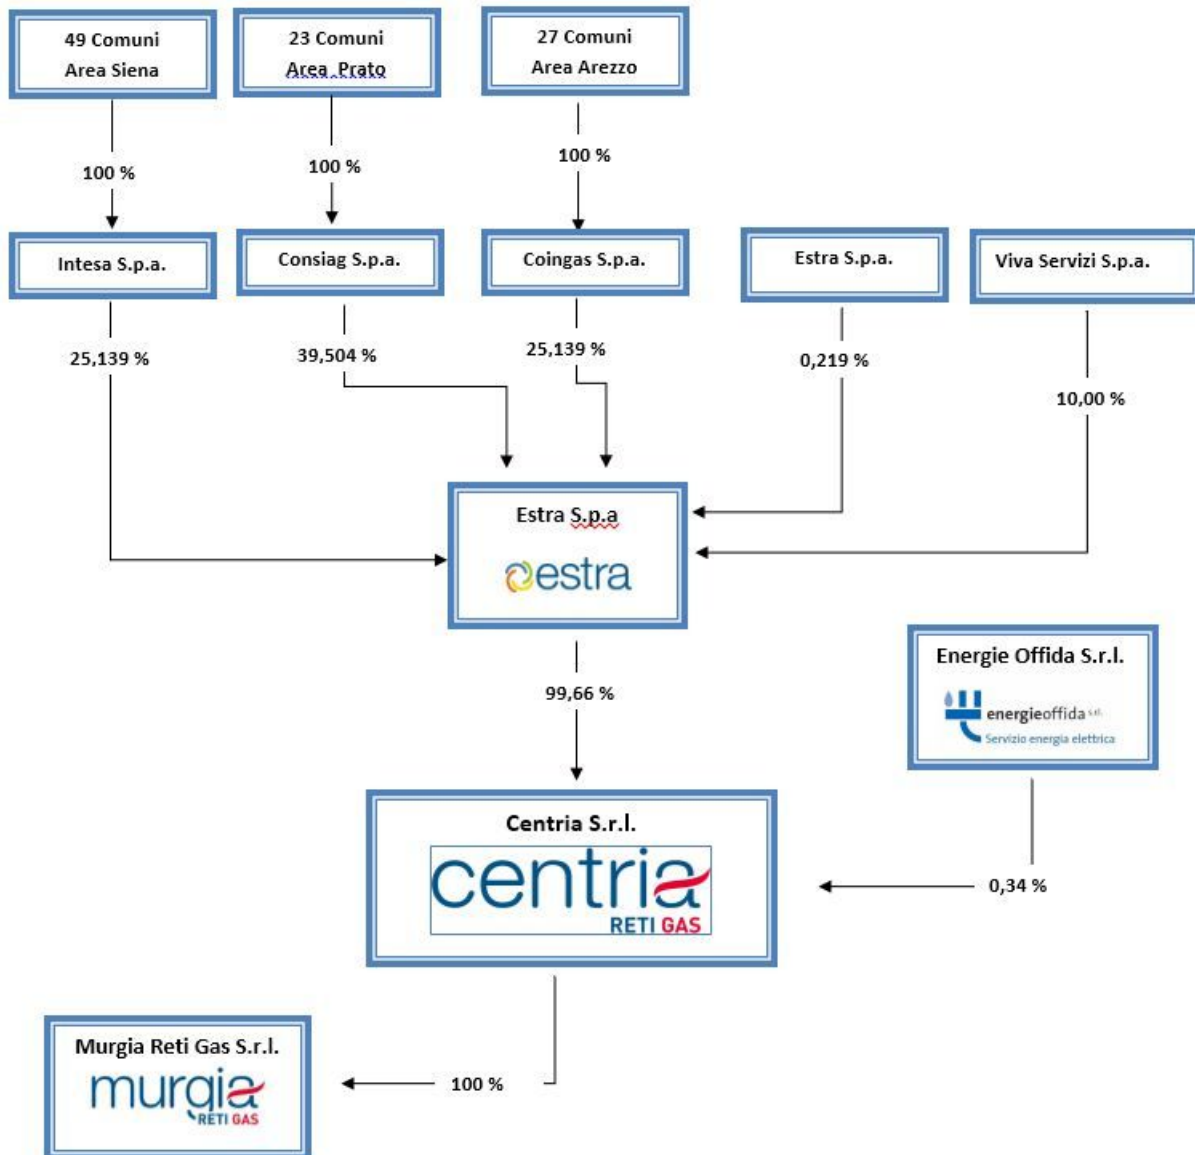 49 Comuni
Area Siena
23 Comuni
Area Prato
27 Comuni
Area Arezzo
100 %
100 %
100 %
Intesa S.p.a.
Consiag S.p.a.
Coingas S.p.a.
Estra S.p.a.
Viva Servizi S.p.a.
25,139 %
39,504 %
25,139 %
0,219 %
10,00 %
Estra S.p.a
estra
99,66 %
Energie Offida S.r.l.
energieoffida s.r.l.
Servizio energia elettrica
Centria S.r.l.
centria
RETI GAS
0,34 %
Murgia Reti Gas S.r.l.
murgia
RETI GAS
100 %